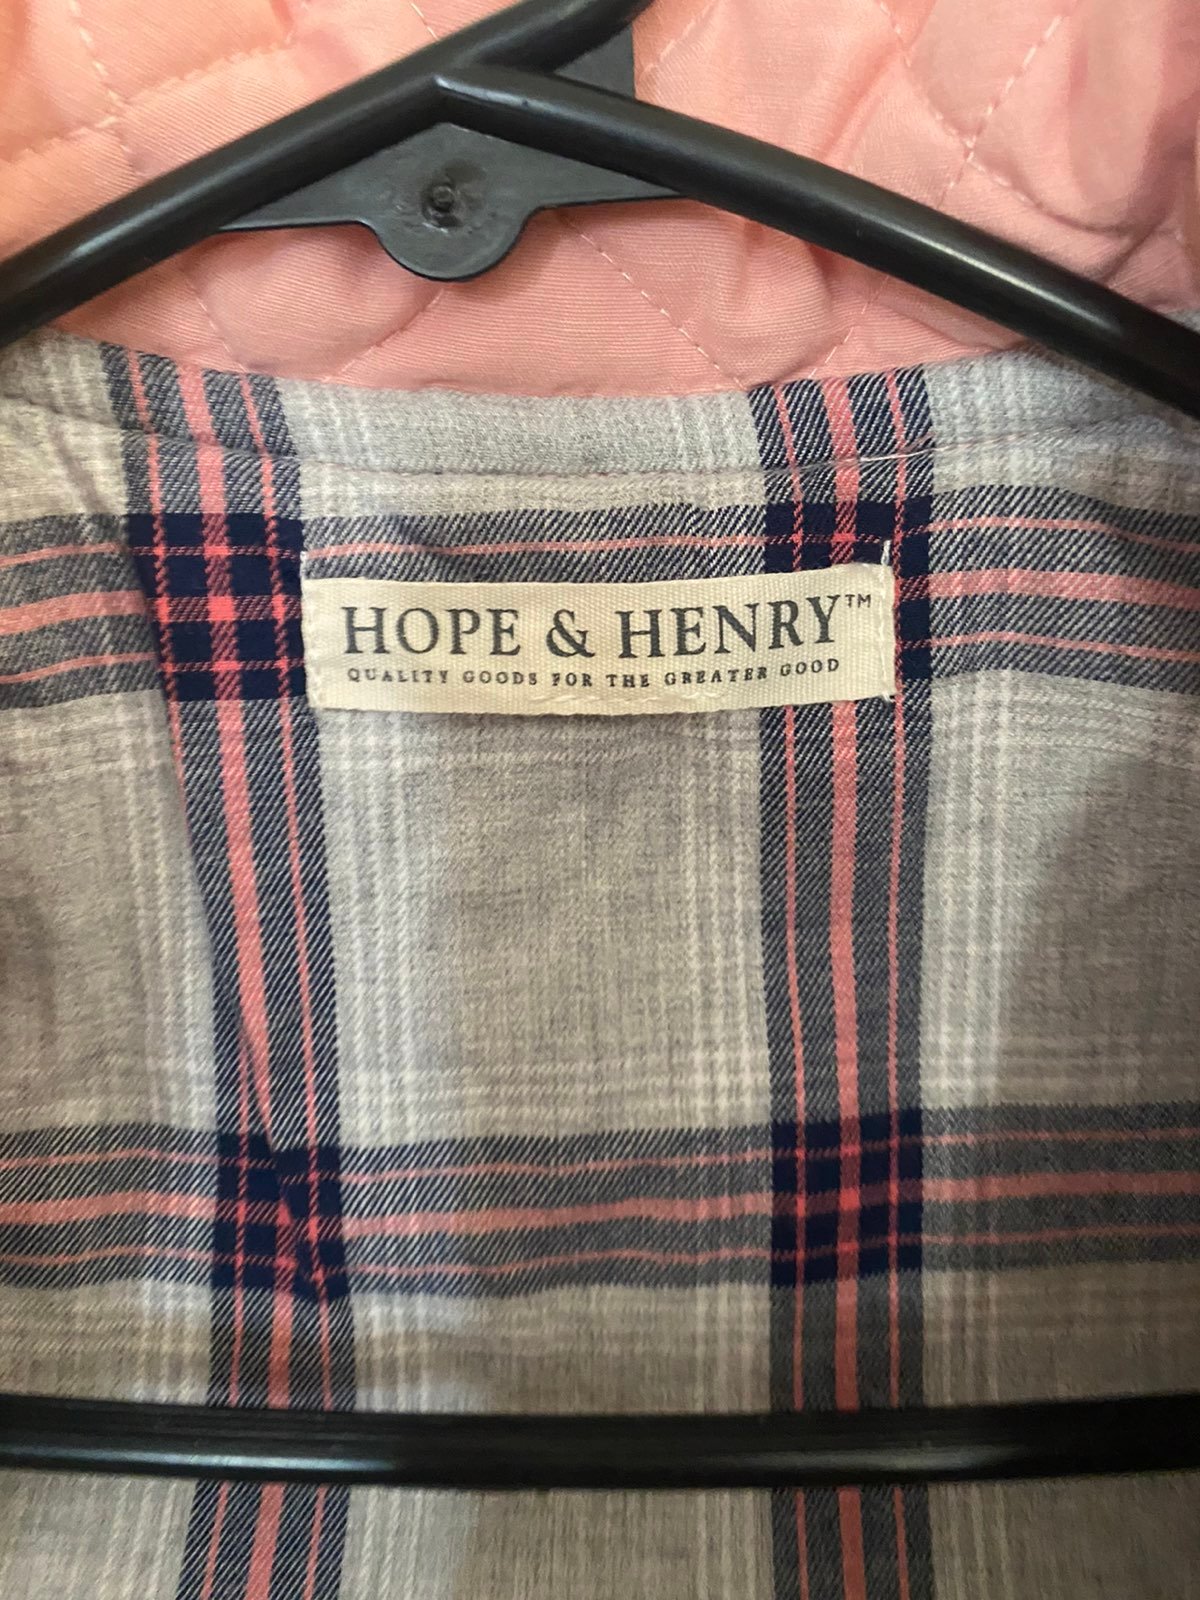 HOPE & HENRY™
QUALITY GOODS FOR THE GREATER GOOD